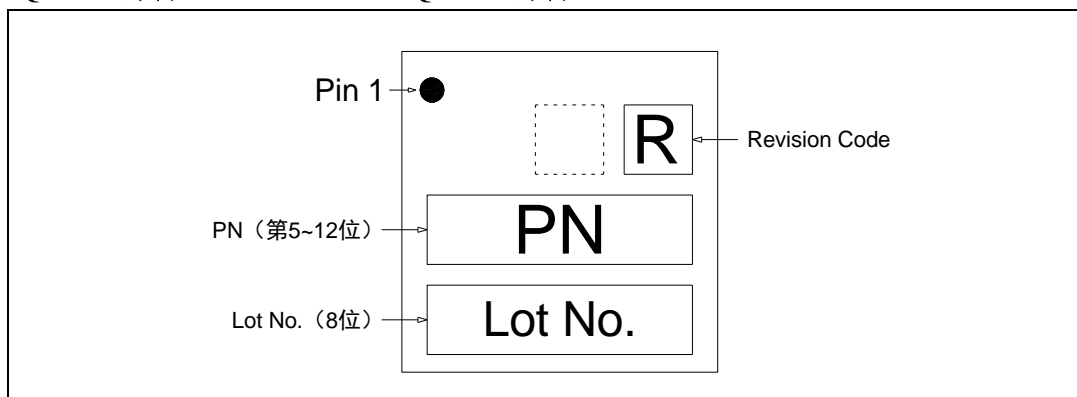 Pin 1
R
Revision Code
PN（第5~12位）
PN
Lot No.（8位）
Lot No.